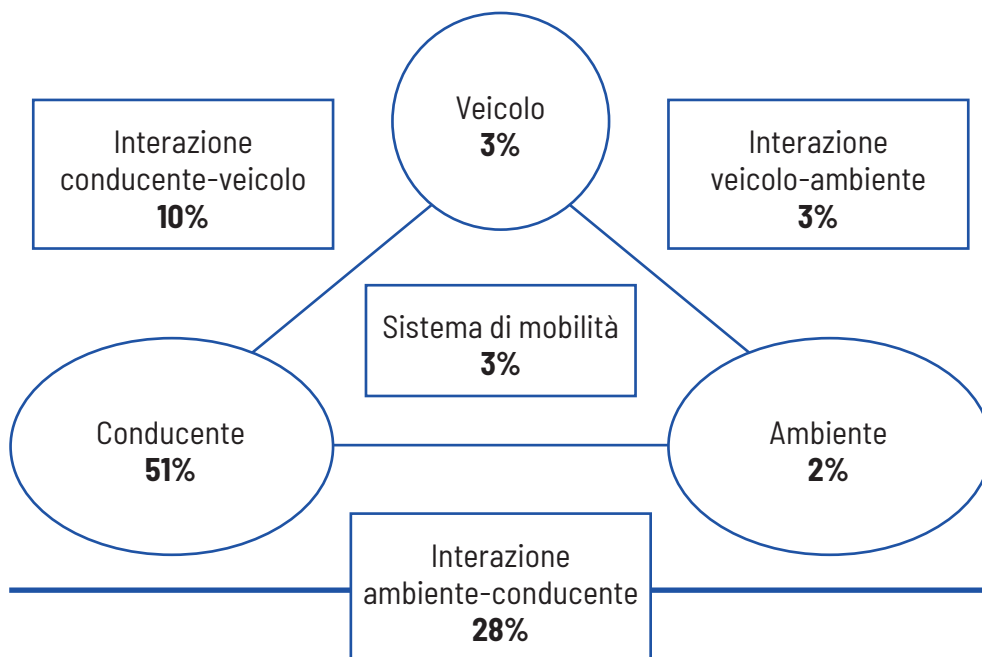 Veicolo
3%
Interazione
conducente-veicolo
10%
Interazione
veicolo-ambiente
3%
Sistema di mobilità
3%
Conducente
51%
Ambiente
2%
Interazione
ambiente-conducente
28%